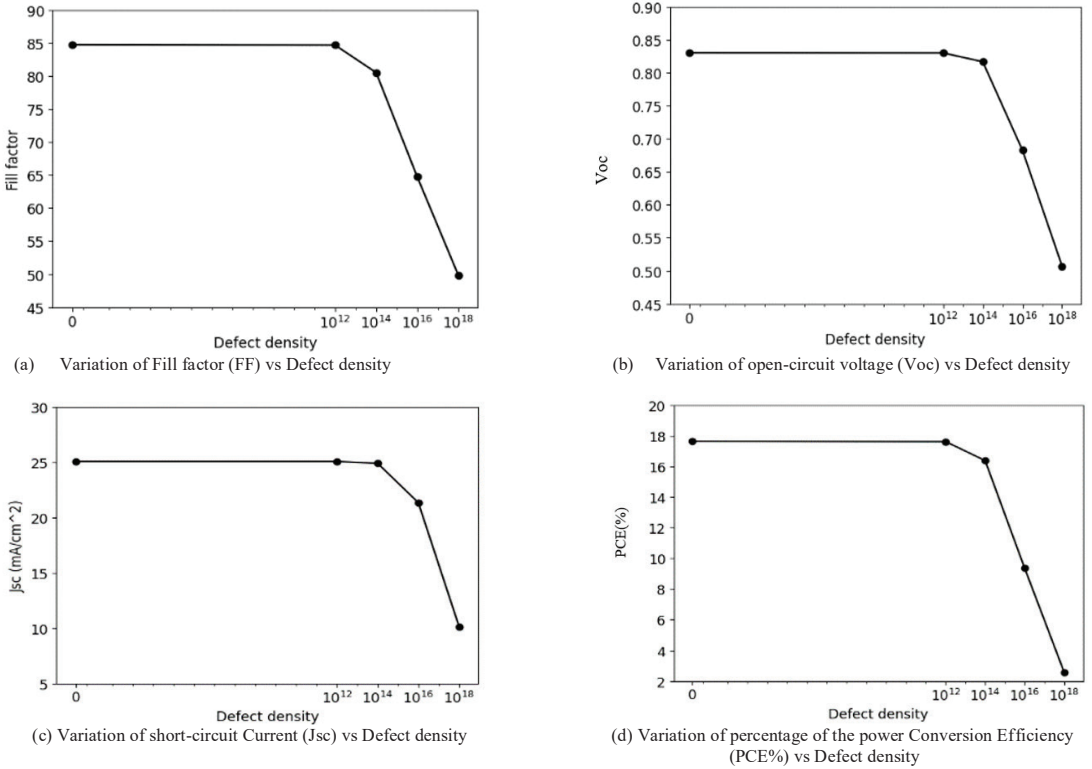 90
85
80
75
70
65
60
55
50
45
Fill factor
0 10^12 10^14 10^16 10^18
Defect density
(a) Variation of Fill factor (FF) vs Defect density
0.90
0.85
0.80
0.75
0.70
0.65
0.60
0.55
0.50
0.45
Voc
0 10^12 10^14 10^16 10^18
Defect density
(b) Variation of open-circuit voltage (Voc) vs Defect density
30
25
20
15
10
5
Jsc (mA/cm^2)
0 10^12 10^14 10^16 10^18
Defect density
(c) Variation of short-circuit Current (Jsc) vs Defect density
20
18
16
14
12
10
8
6
4
2
PCE(%)
0 10^12 10^14 10^16 10^18
Defect density
(d) Variation of percentage of the power Conversion Efficiency
(PCE%) vs Defect density